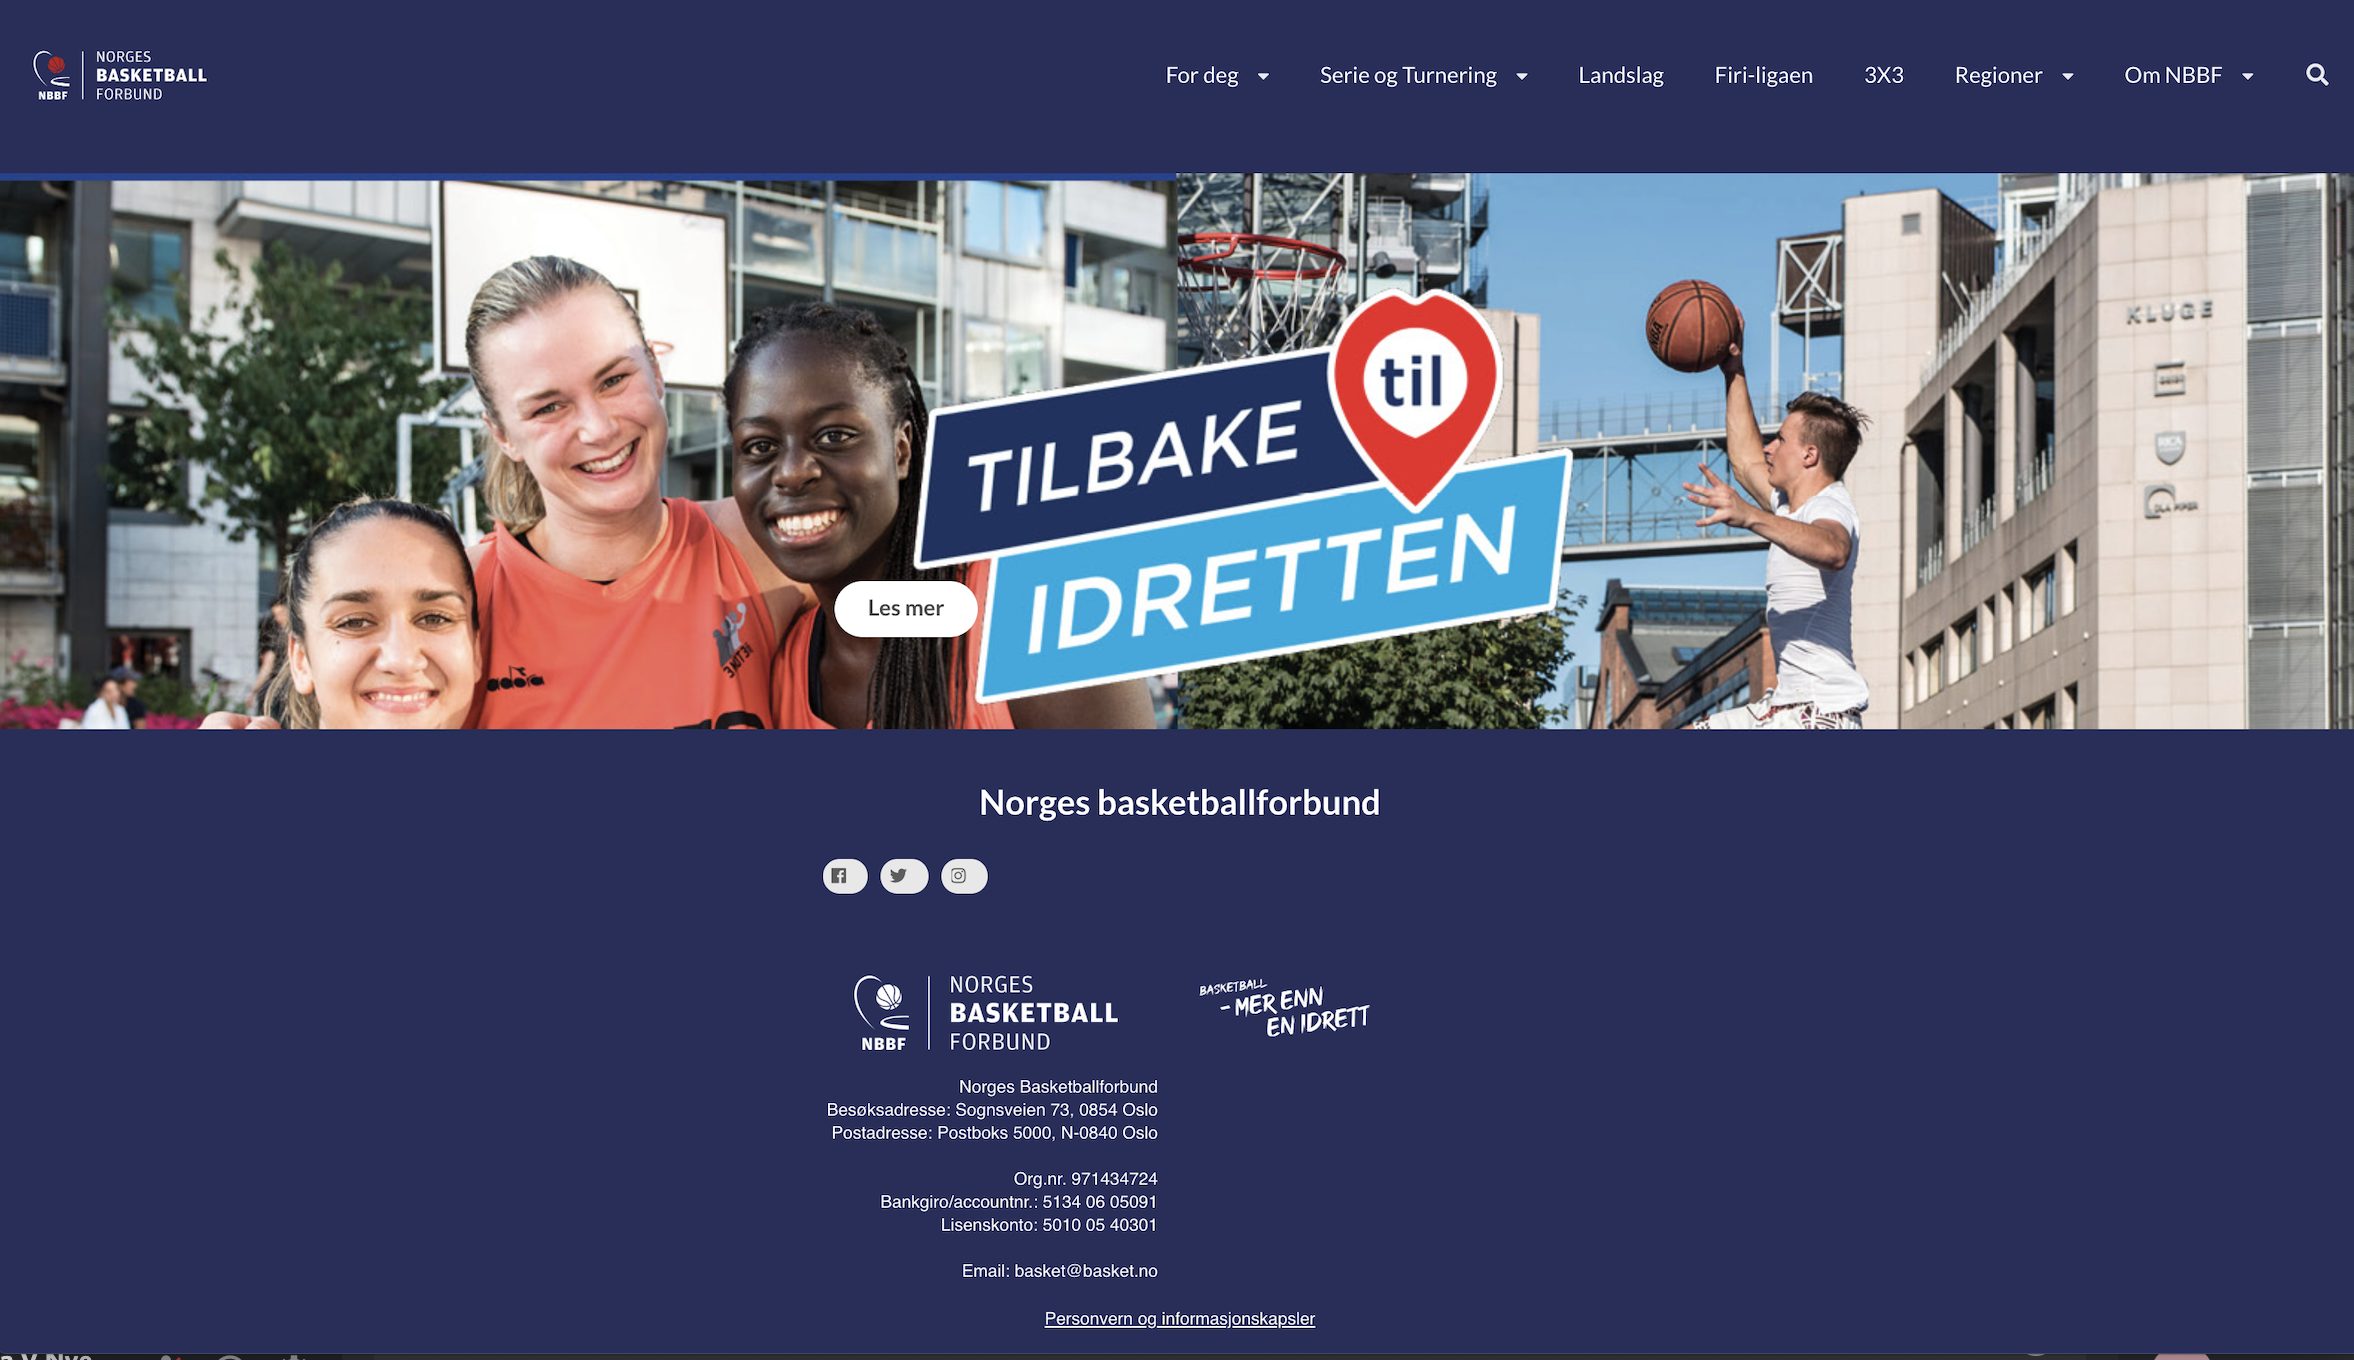 NORGES
BASKETBALL
FORBUND
NBBF
For deg
Serie og Turnering
Landslag
Firi-ligaen
3X3
Regioner
Om NBBF
KLUGE
TILBAKE
til
IDRETTEN
Les mer
Norges basketballforbund
NORGES
BASKETBALL
FORBUND
NBBF
BASKETBALL
- MER ENN
EN IDRETT
Norges Basketballforbund
Besøksadresse: Sognsveien 73, 0854 Oslo
Postadresse: Postboks 5000, N-0840 Oslo
Org.nr. 971434724
Bankgiro/accountnr.: 5134 06 05091
Lisenskonto: 5010 05 40301
Email: basket@basket.no
Personvern og informasjonskapsler